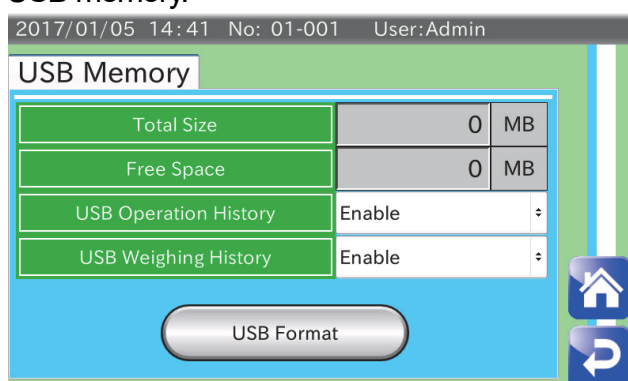 USB memory.
2017/01/05 14:41 No: 01-001 User:Admin
USB Memory
Total Size 0 MB
Free Space 0 MB
USB Operation History Enable
USB Weighing History Enable
USB Format